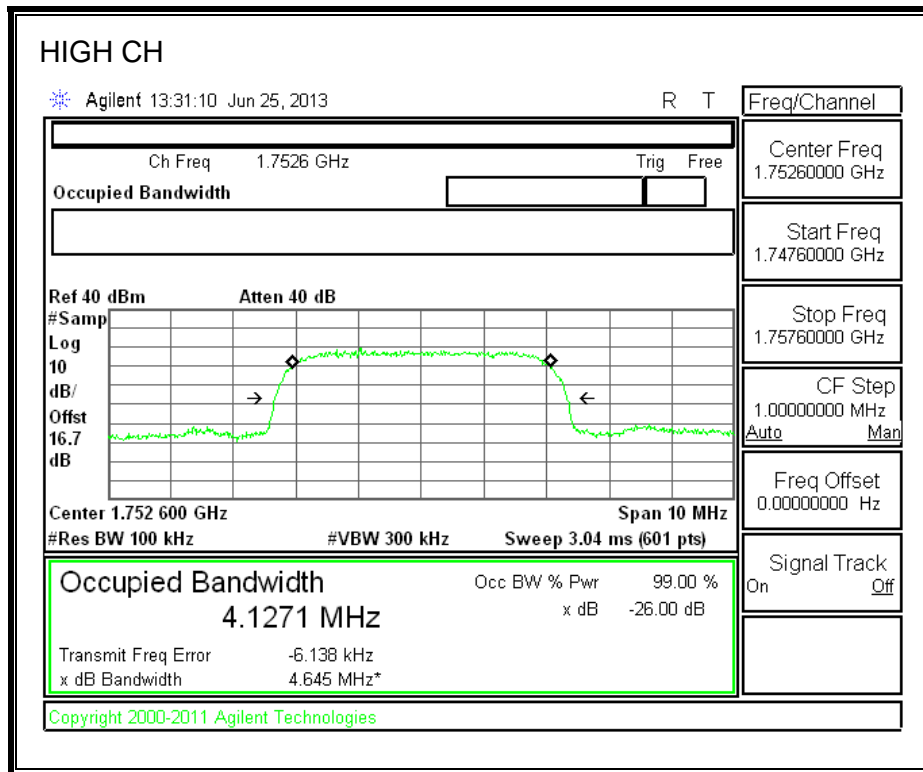 HIGH CH
Agilent 13:31:10 Jun 25, 2013 R T
Freq/Channel
Ch Freq 1.7526 GHz Trig Free
Occupied Bandwidth
Center Freq
1.75260000 GHz
Start Freq
1.74760000 GHz
Stop Freq
1.75760000 GHz
CF Step
1.00000000 MHz
Auto Man
Freq Offset
0.00000000 Hz
Signal Track
On Off
Ref 40 dBm Atten 40 dB
#Samp
Log
10
dB/
Offst
16.7
dB
Center 1.752 600 GHz Span 10 MHz
#Res BW 100 kHz #VBW 300 kHz Sweep 3.04 ms (601 pts)
Occupied Bandwidth Occ BW % Pwr 99.00 %
4.1271 MHz x dB -26.00 dB
Transmit Freq Error -6.138 kHz
x dB Bandwidth 4.645 MHz*
Copyright 2000-2011 Agilent Technologies